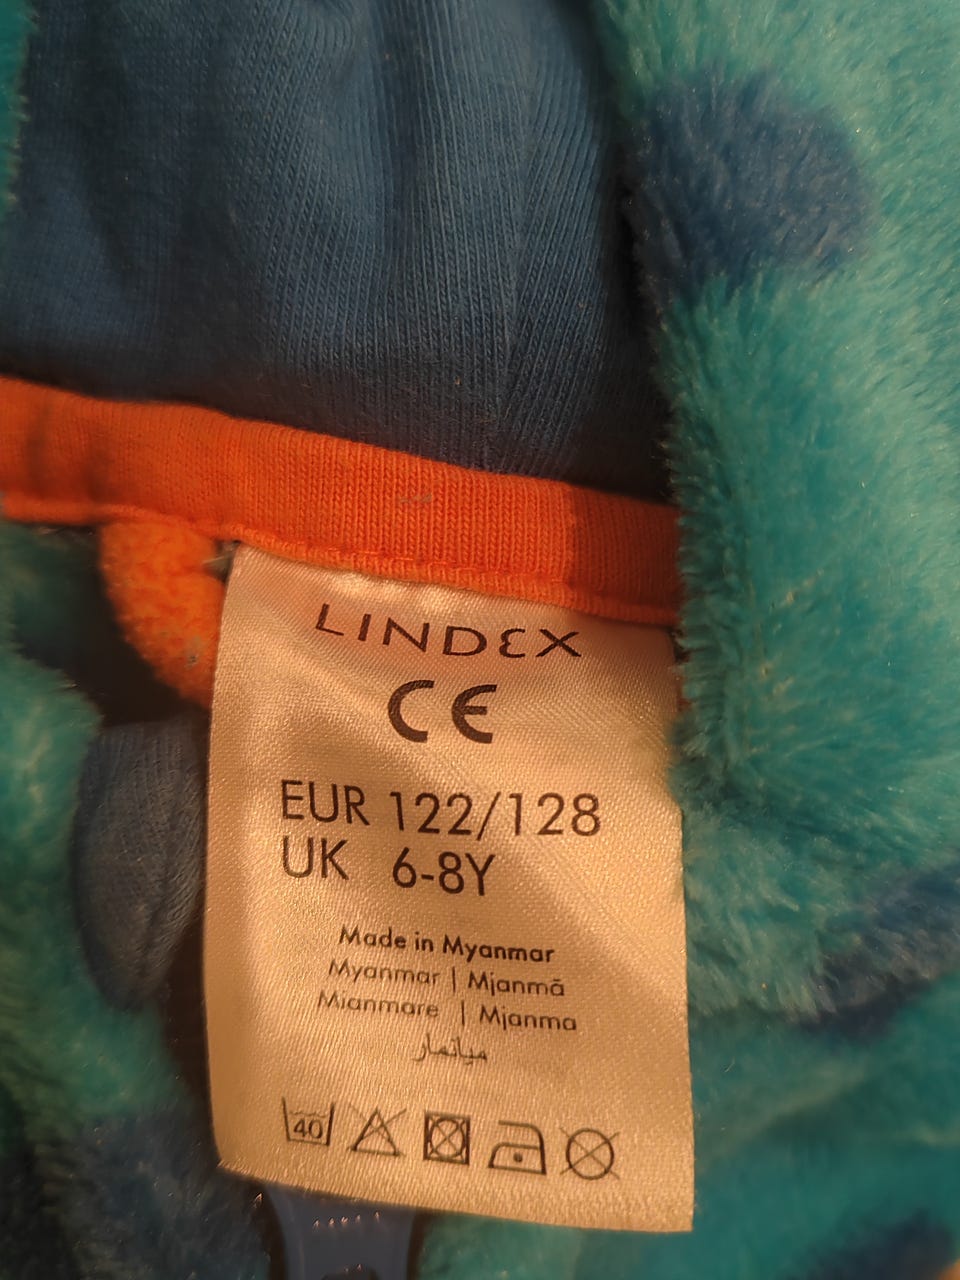 LINDEX
CE
EUR 122/128
UK 6-8Y
Made in Myanmar
Myanmar | Mjanmā
Mianmare | Mjanma
ميانمار
40